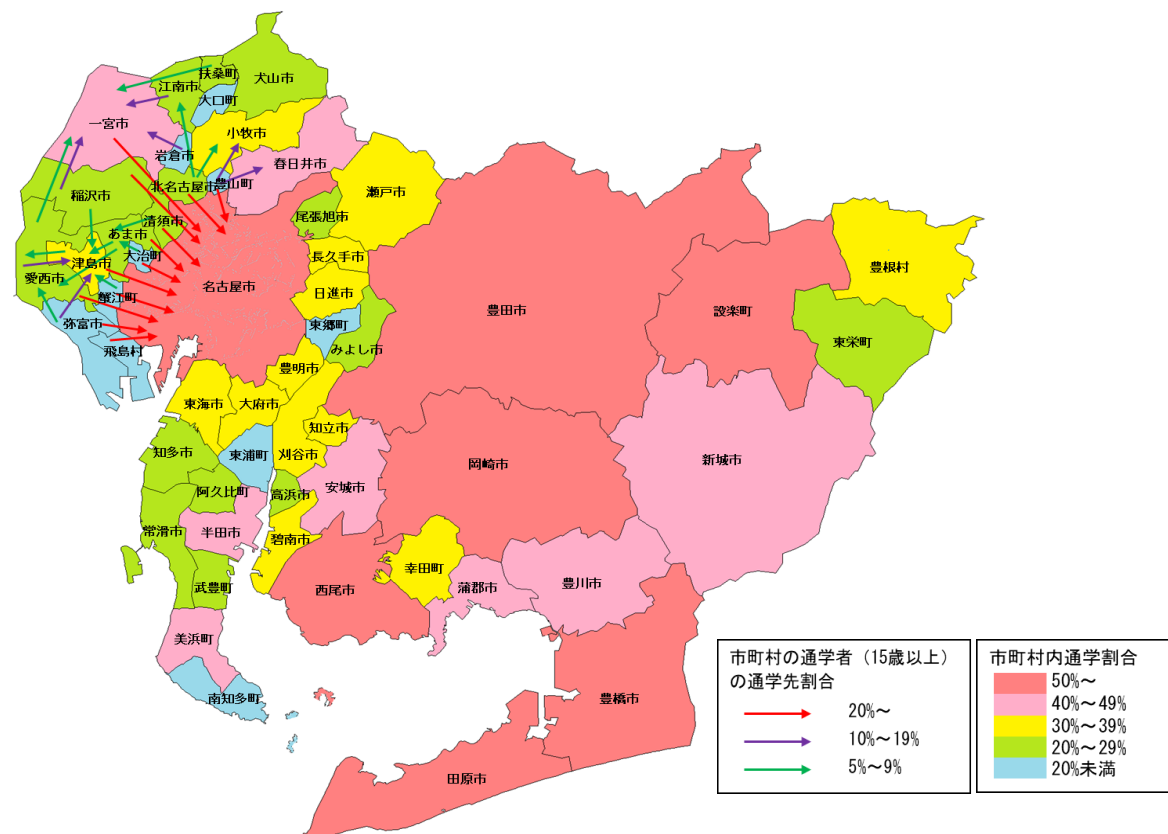 扶桑町
犬山市
江南市
大口町
一宮市
小牧市
岩倉市
春日井市
北名古屋市
豊山町
瀬戸市
稲沢市
尾張旭市
清須市
あま市
大治町
長久手市
津島市
愛西市
名古屋市
日進市
蟹江町
弥富市
東郷町
飛島村
みよし市
豊田市
設楽町
豊根村
東栄町
豊明市
東海市
大府市
知立市
知多市
東浦町
刈谷市
岡崎市
新城市
阿久比町
高浜市
安城市
常滑市
半田市
碧南市
武豊町
西尾市
幸田町
蒲郡市
豊川市
美浜町
南知多町
豊橋市
田原市
市町村の通学者（15歳以上）
の通学先割合
20%～
10%～19%
5%～9%
市町村内通学割合
50%～
40%～49%
30%～39%
20%～29%
20%未満